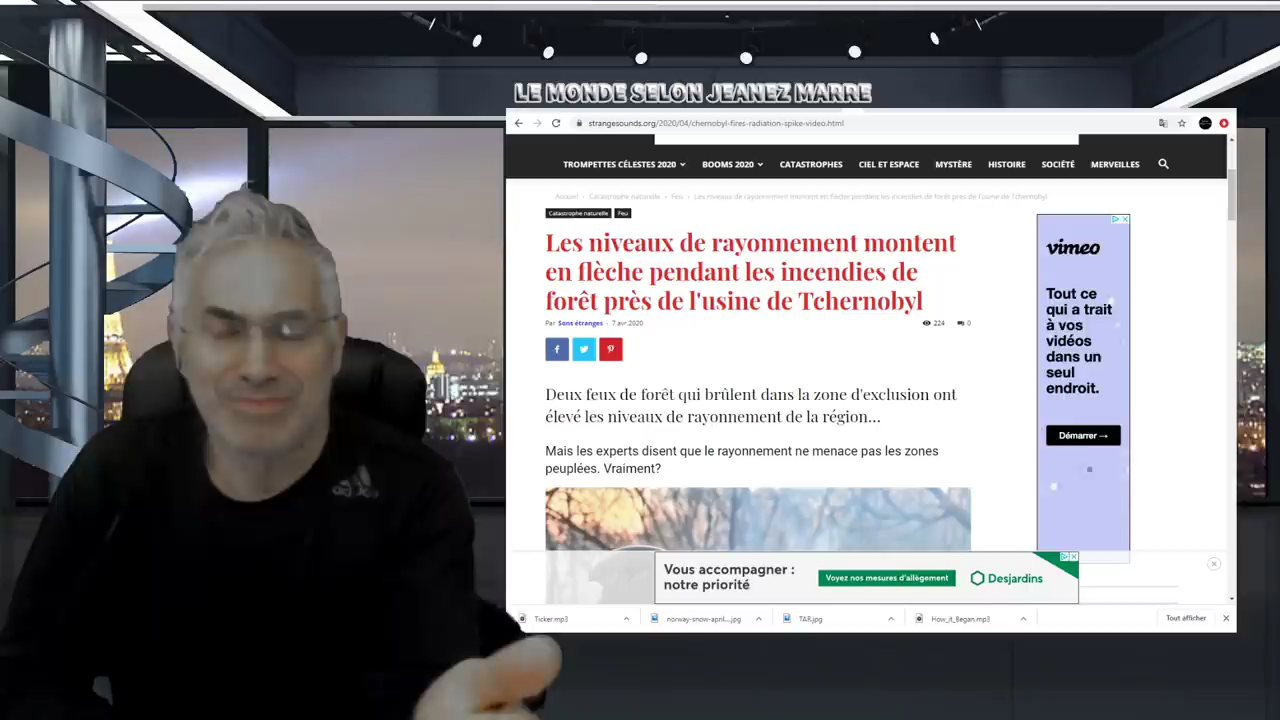 LE MONDE SELON JEANEZ MARRE
strangesounds.org/2020/04/chernobyl-fires-radiation-spike-video.html
TROMPETTES CÉLESTES 2020 BOOMS 2020 CATASTROPHES CIEL ET ESPACE MYSTÈRE HISTOIRE SOCIÉTÉ MERVEILLES
Accueil › Catastrophe naturelle › Feu › Les niveaux de rayonnement montent en flèche pendant les incendies de forêt près de l'usine de Tchernobyl
Catastrophe naturelle Feu
Les niveaux de rayonnement montent
en flèche pendant les incendies de
forêt près de l'usine de Tchernobyl
Par Sons étranges - 7 avr.2020 224 0
Deux feux de forêt qui brûlent dans la zone d'exclusion ont
élevé les niveaux de rayonnement de la région...
Mais les experts disent que le rayonnement ne menace pas les zones
peuplées. Vraiment?
vimeo
Tout ce
qui a trait
à vos
vidéos
dans un
seul
endroit.
Démarrer →
Vous accompagner :
notre priorité
Voyez nos mesures d'allègement
Desjardins
Ticker.mp3 norway-snow-april....jpg TAR.jpg How_it_Began.mp3 Tout afficher
adidas